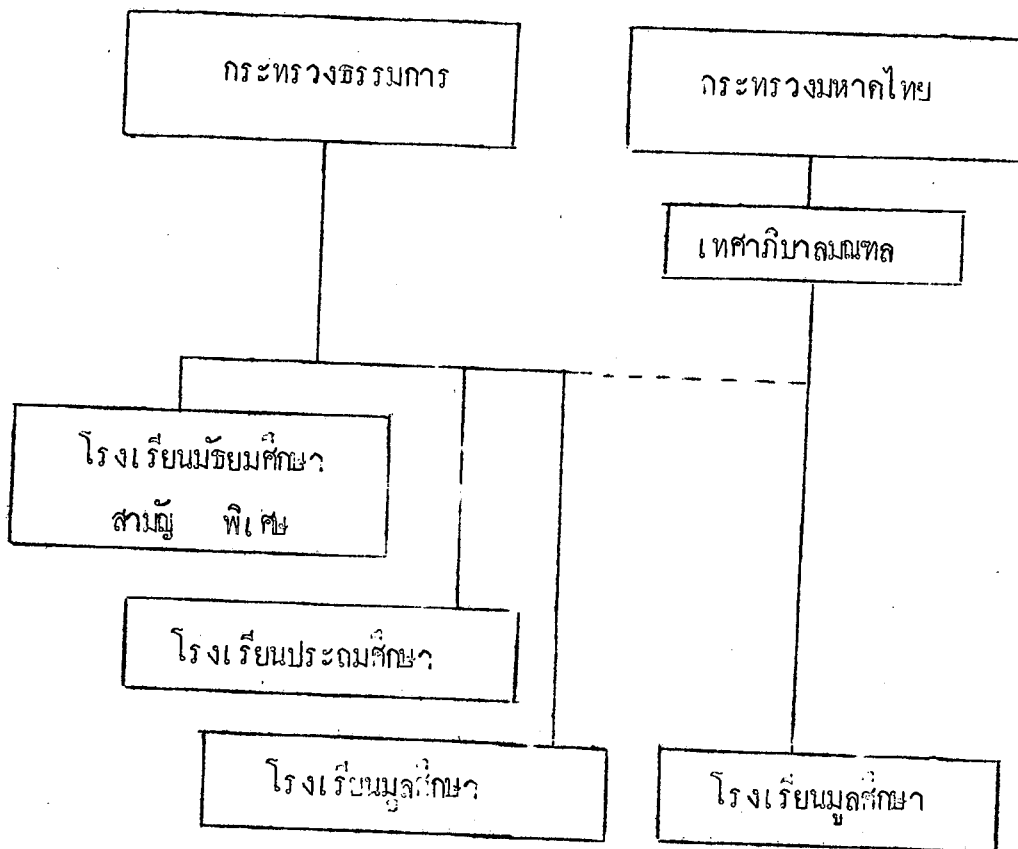 กระทรวงธรรมการ
กระทรวงมหาดไทย
เทศาภิบาลมณฑล
โรงเรียนมัธยมศึกษา
สามัญ พิเศษ
โรงเรียนประถมศึกษา
โรงเรียนมูลศึกษา
โรงเรียนมูลศึกษา